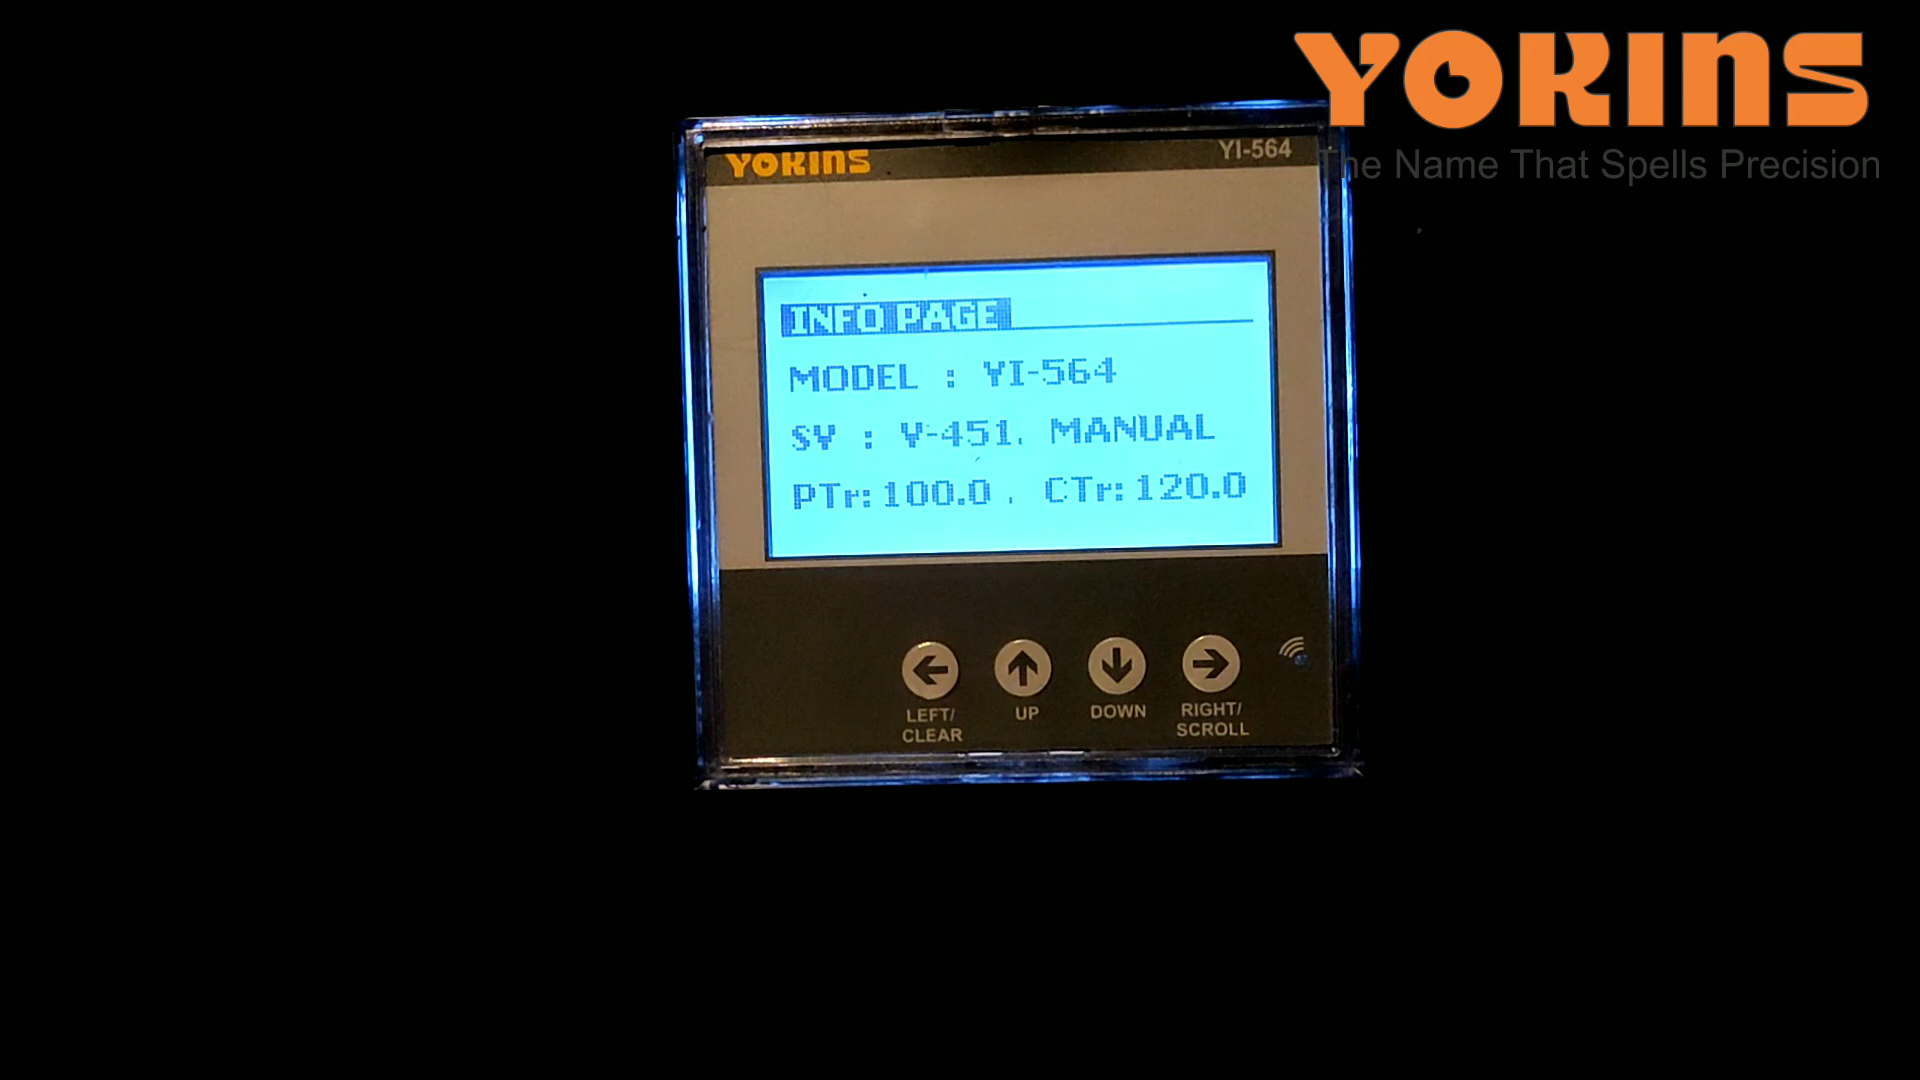 YOKINS
The Name That Spells Precision
YOKINS YI-564
INFO PAGE
MODEL : YI-564
SV : V-451. MANUAL
PTr:100.0 , CTr:120.0
LEFT/ CLEAR
UP
DOWN
RIGHT/ SCROLL